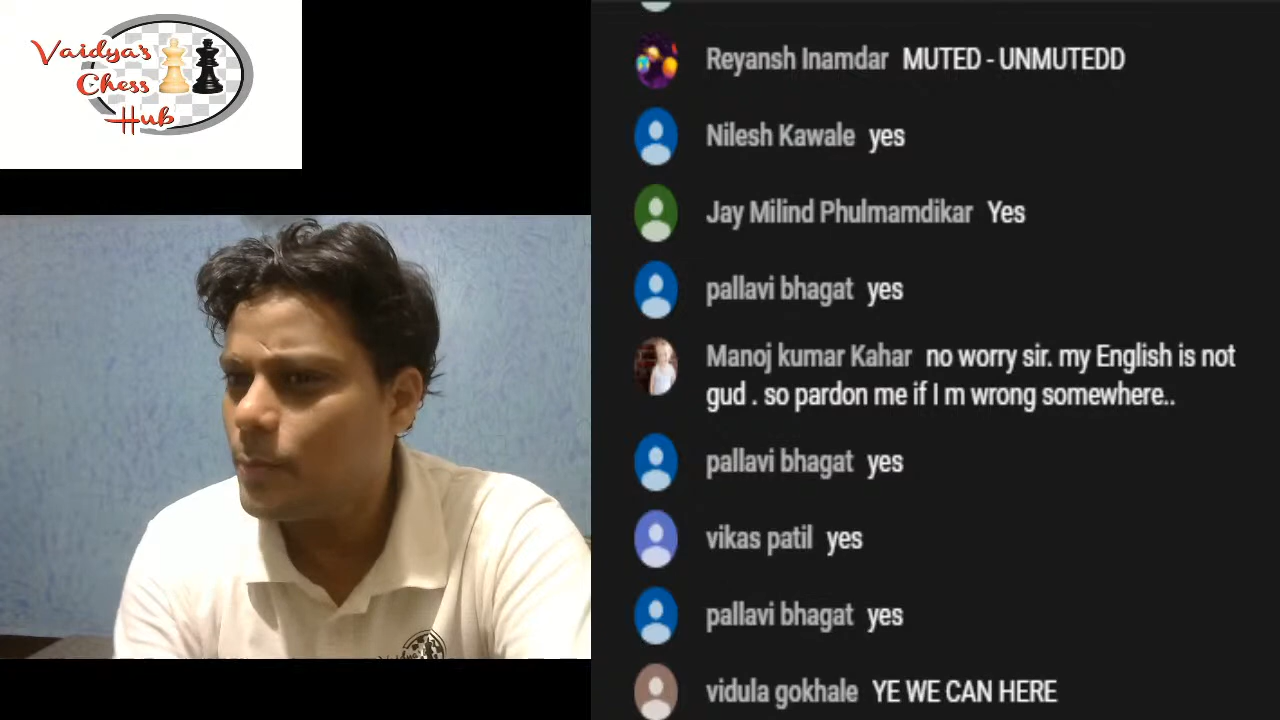 Vaidya's
Chess
Hub
Reyansh Inamdar MUTED - UNMUTEDD
Nilesh Kawale yes
Jay Milind Phulmamdikar Yes
pallavi bhagat yes
Manoj kumar Kahar no worry sir. my English is not
gud . so pardon me if I m wrong somewhere..
pallavi bhagat yes
vikas patil yes
pallavi bhagat yes
vidula gokhale YE WE CAN HERE